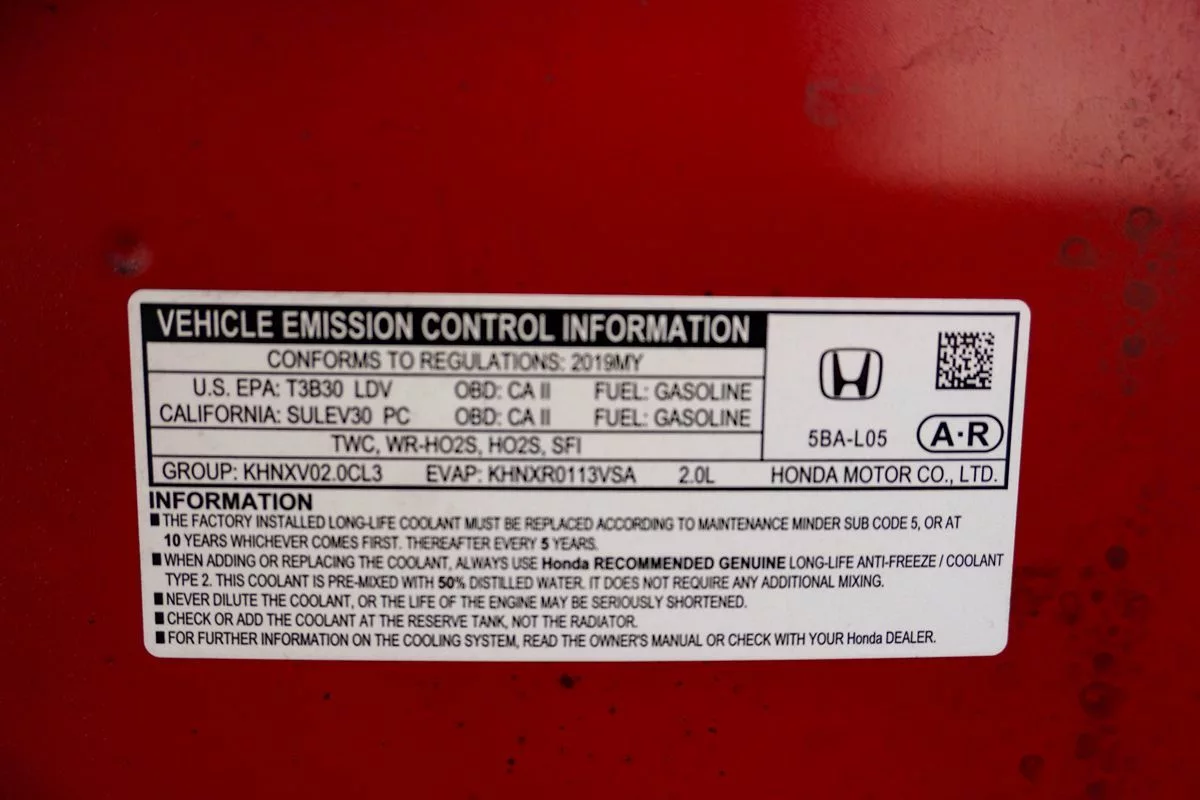 VEHICLE EMISSION CONTROL INFORMATION
CONFORMS TO REGULATIONS: 2019MY
U.S. EPA: T3B30 LDV OBD: CA II FUEL: GASOLINE
CALIFORNIA: SULEV30 PC OBD: CA II FUEL: GASOLINE
TWC, WR-HO2S, HO2S, SFI
5BA-L05 A·R
GROUP: KHNXV02.0CL3 EVAP: KHNXR0113VSA 2.0L HONDA MOTOR CO., LTD.
INFORMATION
■ THE FACTORY INSTALLED LONG-LIFE COOLANT MUST BE REPLACED ACCORDING TO MAINTENANCE MINDER SUB CODE 5, OR AT
10 YEARS WHICHEVER COMES FIRST. THEREAFTER EVERY 5 YEARS.
■ WHEN ADDING OR REPLACING THE COOLANT, ALWAYS USE Honda RECOMMENDED GENUINE LONG-LIFE ANTI-FREEZE / COOLANT
TYPE 2. THIS COOLANT IS PRE-MIXED WITH 50% DISTILLED WATER. IT DOES NOT REQUIRE ANY ADDITIONAL MIXING.
■ NEVER DILUTE THE COOLANT, OR THE LIFE OF THE ENGINE MAY BE SERIOUSLY SHORTENED.
■ CHECK OR ADD THE COOLANT AT THE RESERVE TANK, NOT THE RADIATOR.
■ FOR FURTHER INFORMATION ON THE COOLING SYSTEM, READ THE OWNER'S MANUAL OR CHECK WITH YOUR Honda DEALER.